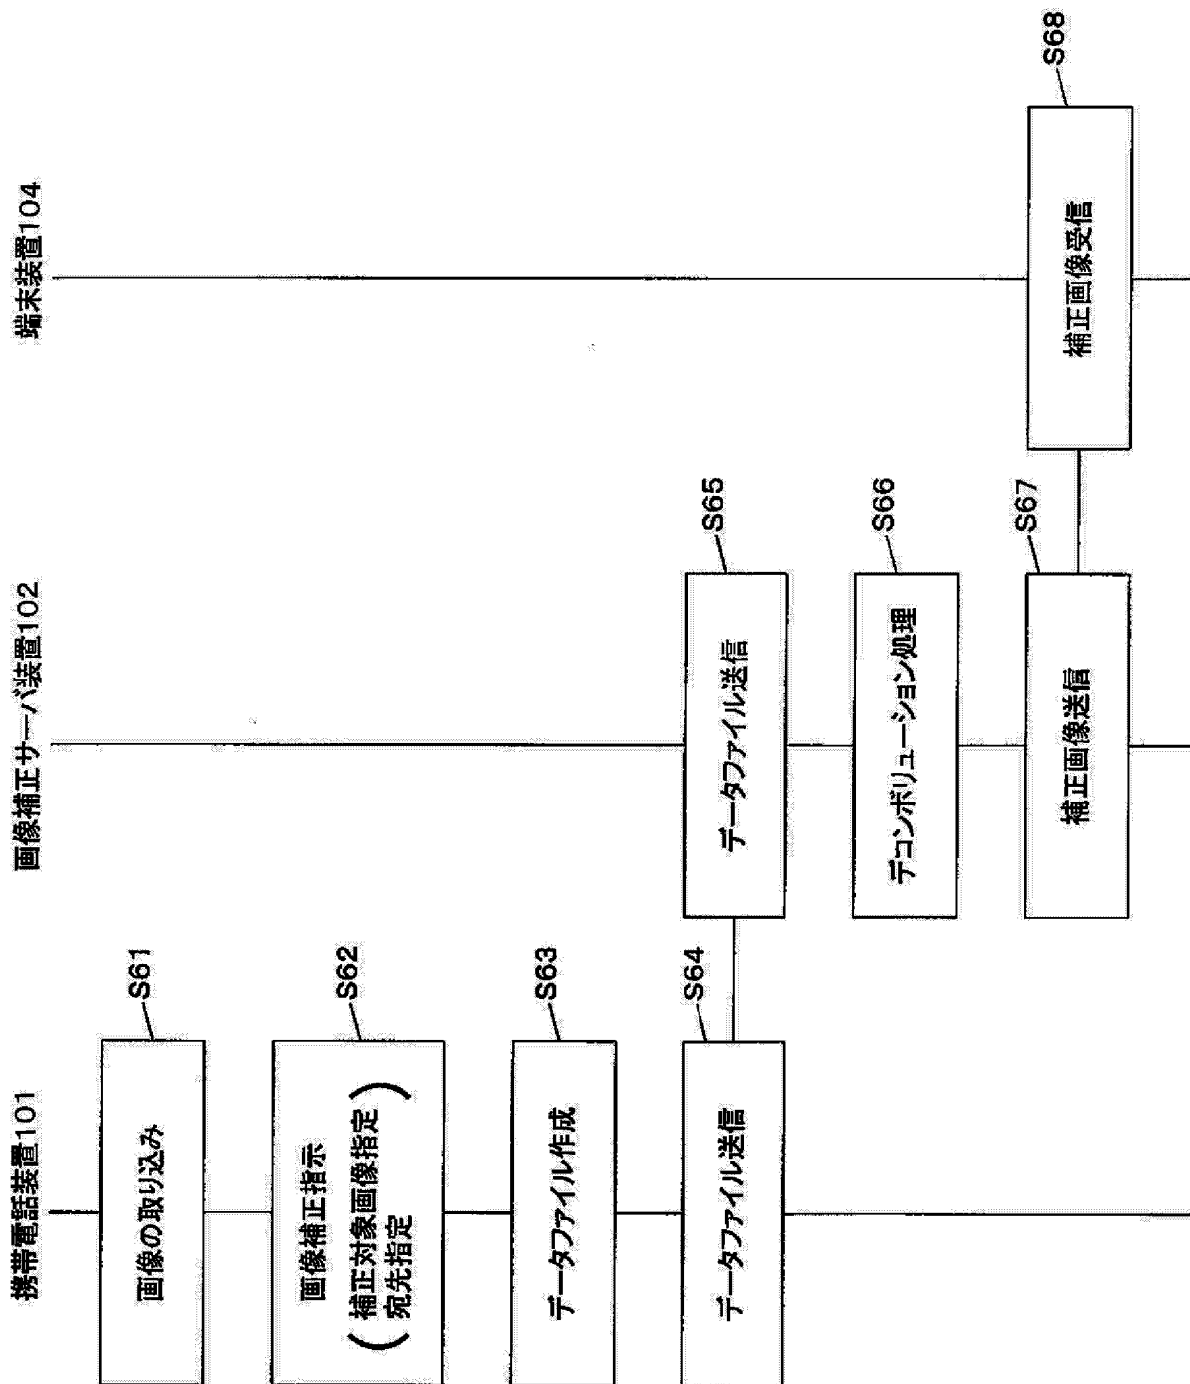 携帯電話装置101
画像補正サーバ装置102
端末装置104
画像の取り込み
S61
画像補正指示
(補正対象画像指定
宛先指定)
S62
データファイル作成
S63
データファイル送信
S64
データファイル送信
S65
デコンボリューション処理
S66
補正画像送信
S67
補正画像受信
S68